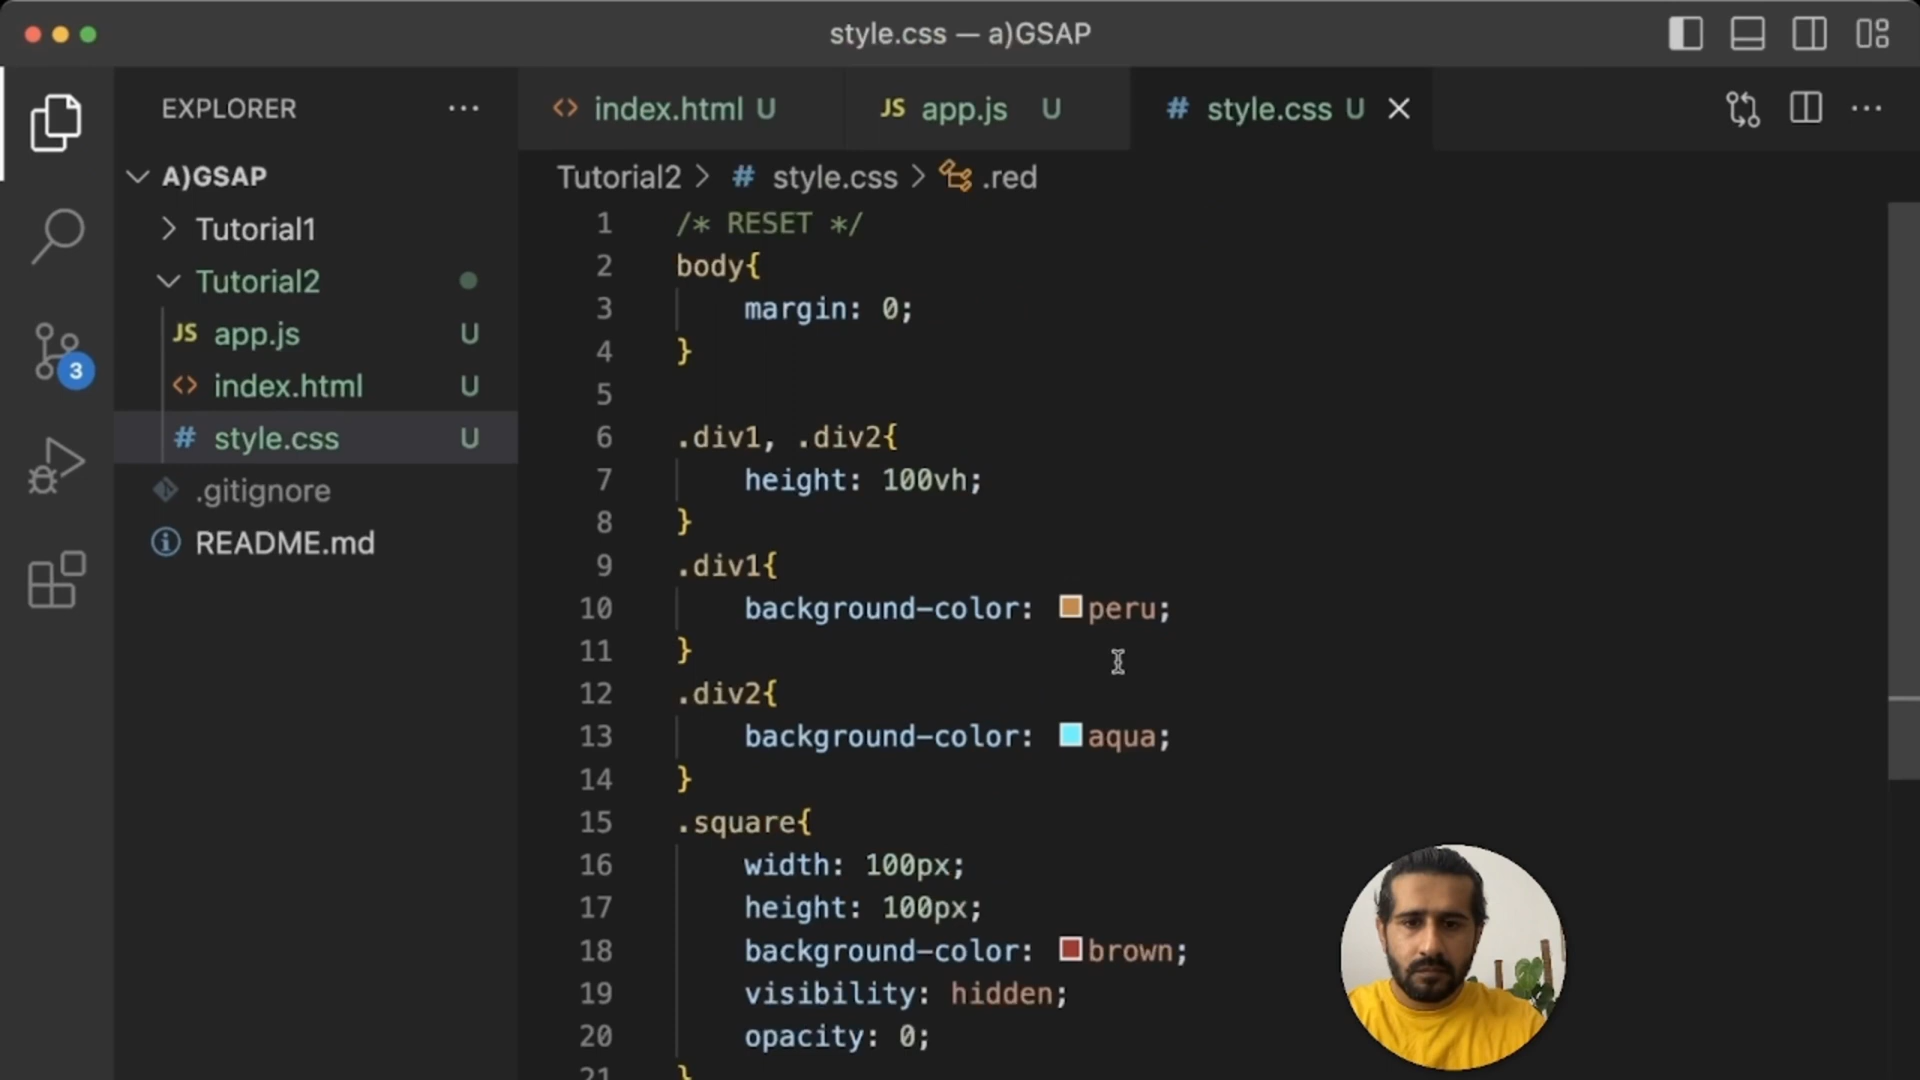 style.css — a)GSAP
EXPLORER ...
A)GSAP
Tutorial1
Tutorial2
JS app.js U
<> index.html U
# style.css U
.gitignore
README.md
3
<> index.html U
JS app.js U
# style.css U
Tutorial2 > # style.css > .red
1 /* RESET */
2 body{
3 margin: 0;
4 }
5
6 .div1, .div2{
7 height: 100vh;
8 }
9 .div1{
10 background-color: peru;
11 }
12 .div2{
13 background-color: aqua;
14 }
15 .square{
16 width: 100px;
17 height: 100px;
18 background-color: brown;
19 visibility: hidden;
20 opacity: 0;
21 }